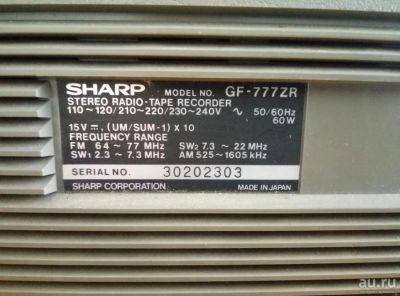 SHARP MODEL NO. GF-777ZR
STEREO RADIO-TAPE RECORDER
110~120/210~220/230~240V ∿ 50/60Hz
60W
15V ⎓, (UM/SUM-1) X 10
FREQUENCY RANGE
FM 64 ~ 77 MHz SW₂ 7.3 ~ 22 MHz
SW₁ 2.3 ~ 7.3 MHz AM 525~1605 kHz
SERIAL NO. 30202303
SHARP CORPORATION MADE IN JAPAN
au.ru